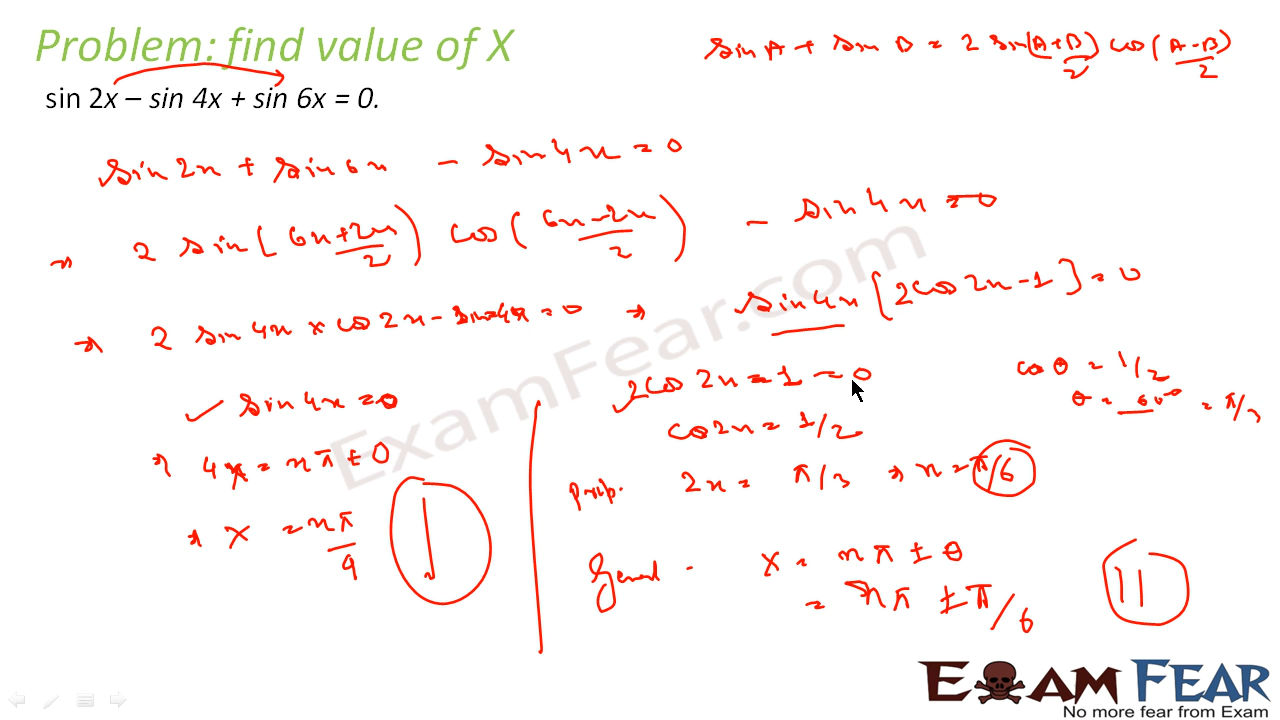 Problem: find value of X
sin A + sin B = 2 sin(A+B)/2 cos(A-B)/2
sin 2x – sin 4x + sin 6x = 0.
sin 2x + sin 6x - sin 4x = 0
⇒ 2 sin(6x+2x/2) cos(6x-2x/2) - sin 4x = 0
⇒ 2 sin 4x × cos 2x - sin 4x = 0 ⇒ sin 4x [2cos 2x - 1] = 0
✓ sin 4x = 0
⇒ 4x = nπ ± 0
⇒ x = nπ/4
I
2cos 2x - 1 = 0
cos 2x = 1/2
cos θ = 1/2
θ = 60° = π/3
Prip. 2x = π/3 ⇒ x = π/6
General - x = nπ ± θ
= nπ ± π/6
II
ExamFear.com
EXAM FEAR
No more fear from Exam